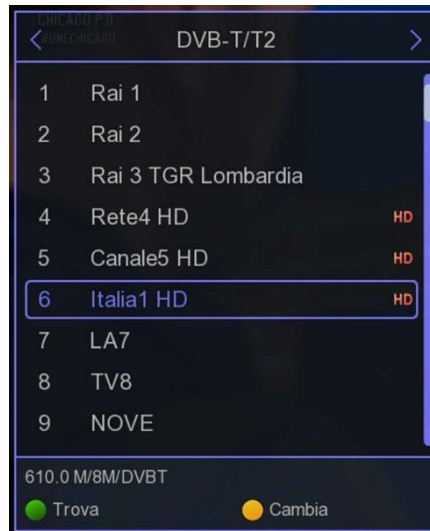 CHICAGO P.D.
#ONECHICAGO
DVB-T/T2
1 Rai 1
2 Rai 2
3 Rai 3 TGR Lombardia
4 Rete4 HD HD
5 Canale5 HD HD
6 Italia1 HD HD
7 LA7
8 TV8
9 NOVE
610.0 M/8M/DVBT
Trova Cambia